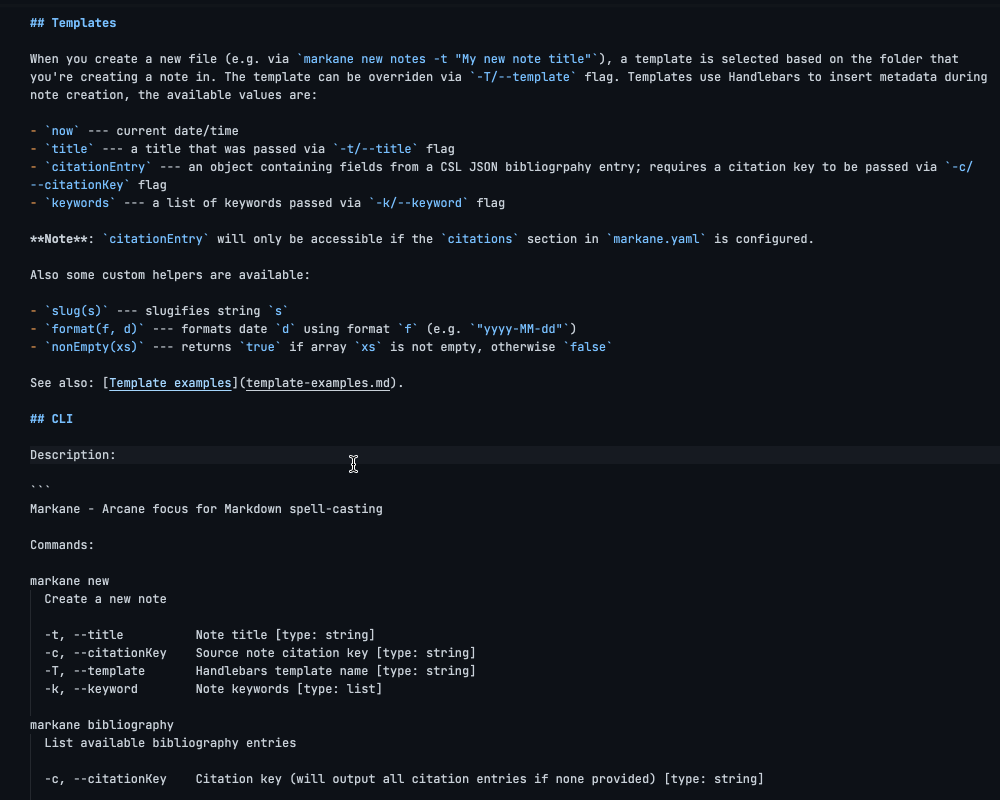 ## Templates
When you create a new file (e.g. via `markane new notes -t "My new note title"`), a template is selected based on the folder that
you're creating a note in. The template can be overriden via `-T/--template` flag. Templates use Handlebars to insert metadata during
note creation, the available values are:
- `now` --- current date/time
- `title` --- a title that was passed via `-t/--title` flag
- `citationEntry` --- an object containing fields from a CSL JSON bibliogrpahy entry; requires a citation key to be passed via `-c/
--citationKey` flag
- `keywords` --- a list of keywords passed via `-k/--keyword` flag
**Note**: `citationEntry` will only be accessible if the `citations` section in `markane.yaml` is configured.
Also some custom helpers are available:
- `slug(s)` --- slugifies string `s`
- `format(f, d)` --- formats date `d` using format `f` (e.g. `"yyyy-MM-dd"`)
- `nonEmpty(xs)` --- returns `true` if array `xs` is not empty, otherwise `false`
See also: [Template examples](template-examples.md).
## CLI
Description:
```
Markane - Arcane focus for Markdown spell-casting
Commands:
markane new
Create a new note
-t, --title Note title [type: string]
-c, --citationKey Source note citation key [type: string]
-T, --template Handlebars template name [type: string]
-k, --keyword Note keywords [type: list]
markane bibliography
List available bibliography entries
-c, --citationKey Citation key (will output all citation entries if none provided) [type: string]